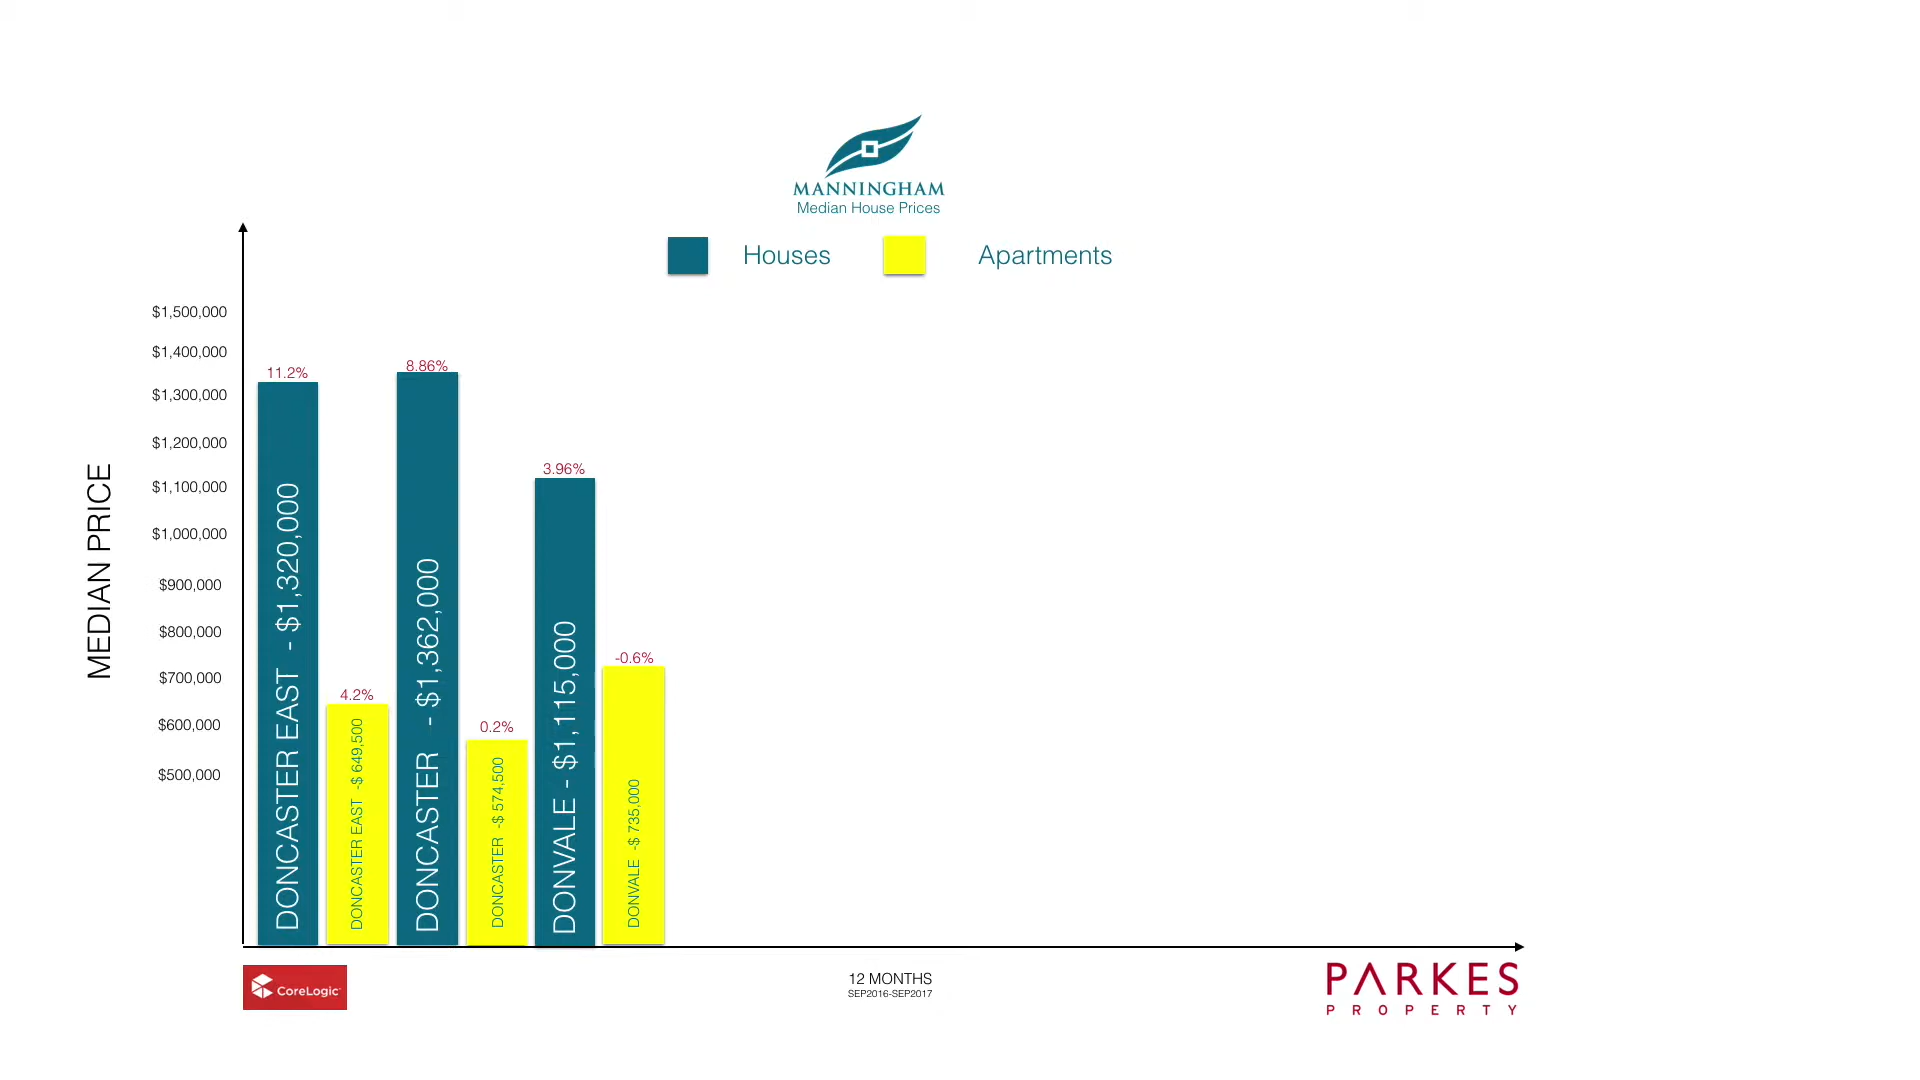 MANNINGHAM
Median House Prices
Houses
Apartments
MEDIAN PRICE
$1,500,000
$1,400,000
$1,300,000
$1,200,000
$1,100,000
$1,000,000
$900,000
$800,000
$700,000
$600,000
$500,000
11.2%
DONCASTER EAST - $1,320,000
4.2%
DONCASTER EAST -$ 649,500
8.86%
DONCASTER - $1,362,000
0.2%
DONCASTER -$ 574,500
3.96%
DONVALE - $1,115,000
-0.6%
DONVALE -$ 735,000
CoreLogic
12 MONTHS
SEP2016-SEP2017
PARKES
PROPERTY